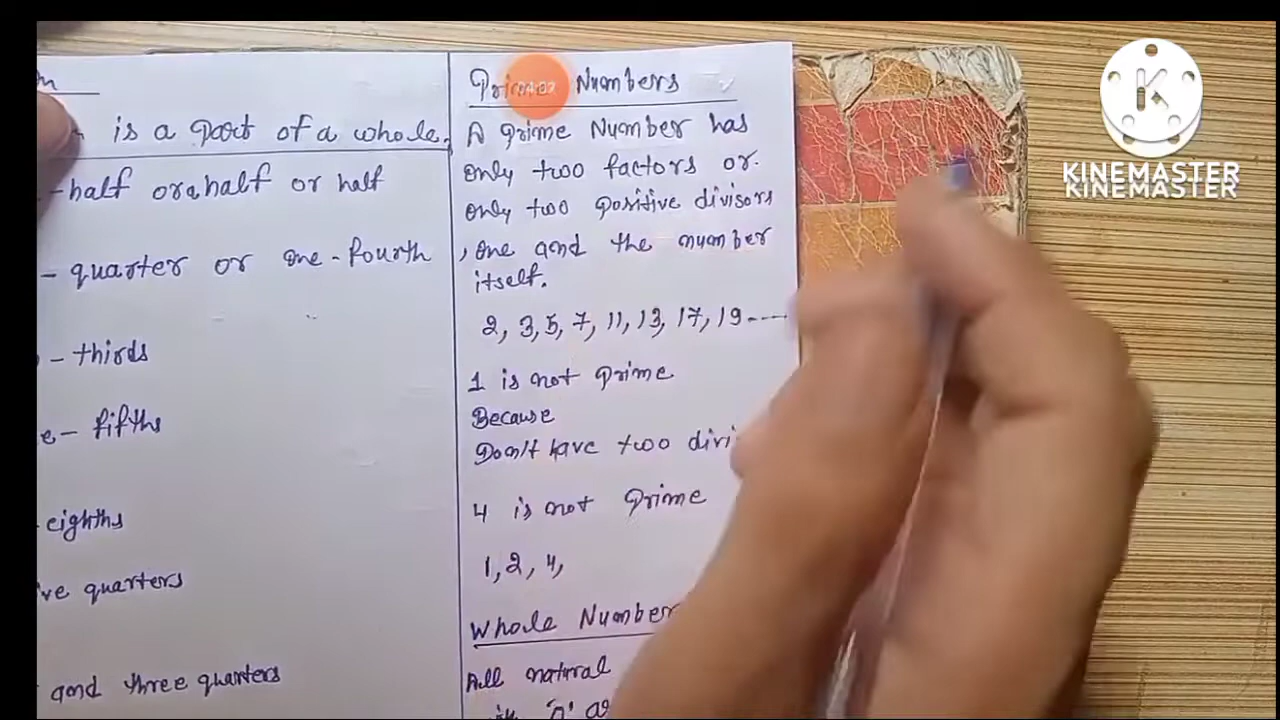 is a part of a whole.
-half or a half or half
- quarter or one-fourth
- thirds
- fifths
-eighths
quarters
and three quarters
Numbers
04:02
A prime Number has
only two factors or
only two positive divisors
, one and the number
itself.
2, 3, 5, 7, 11, 13, 17, 19----
1 is not prime
Because
Don't have two divi
4 is not prime
1, 2, 4,
Whole Number
All natural
K
KINEMASTER
KINEMASTER